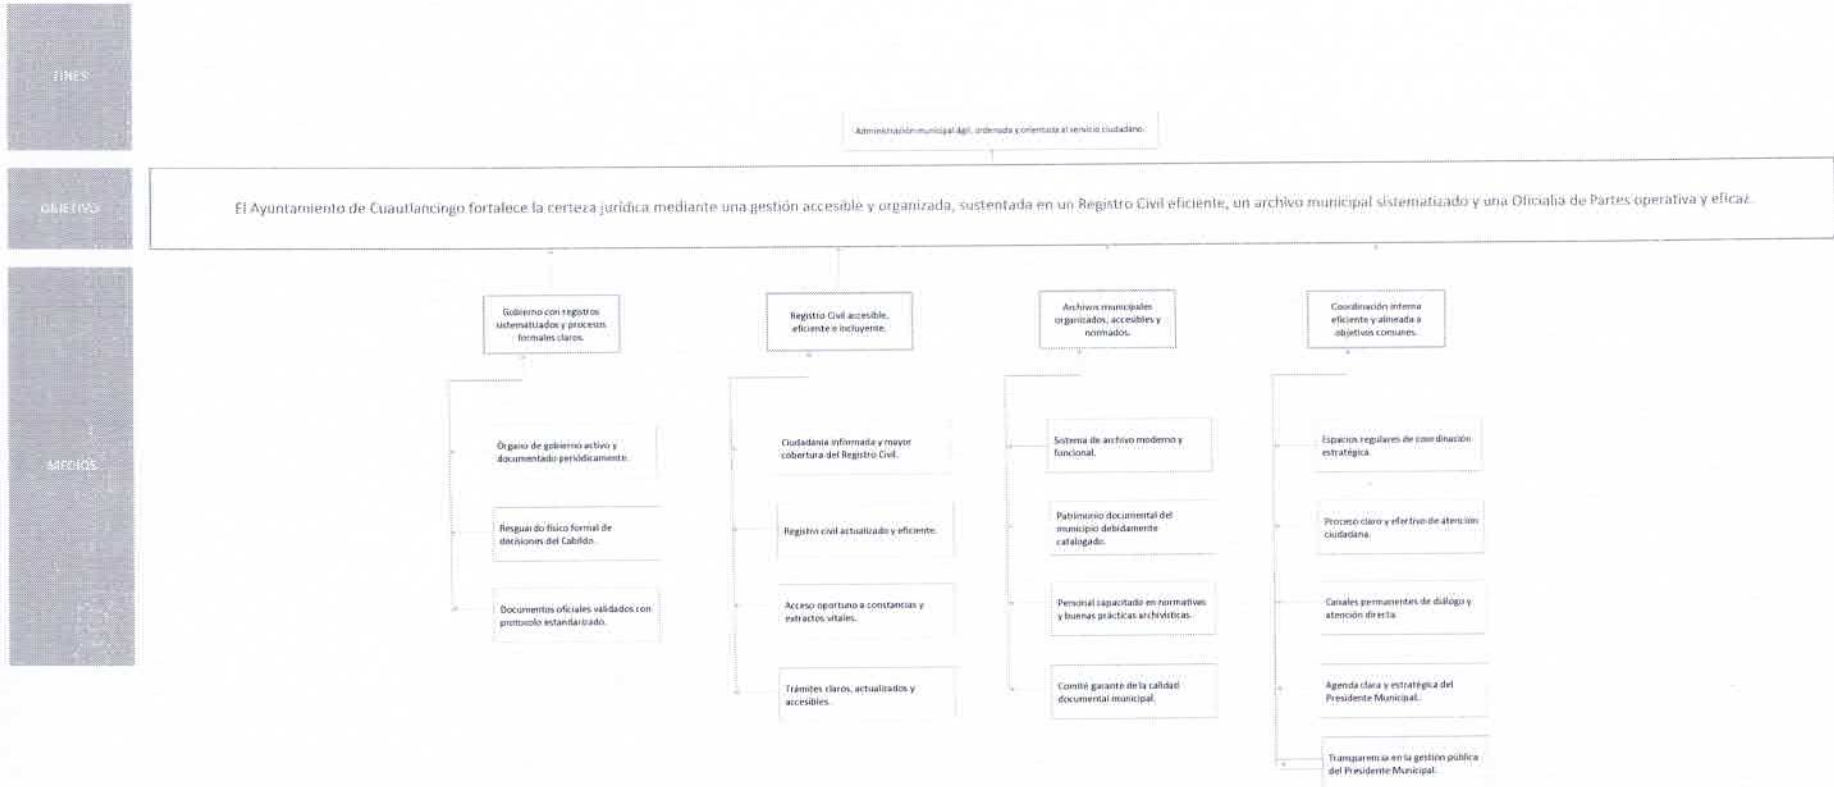 FINES
Administración municipal ágil, ordenada y orientada al servicio ciudadano.
OBJETIVO
El Ayuntamiento de Cuautlancingo fortalece la certeza jurídica mediante una gestión accesible y organizada, sustentada en un Registro Civil eficiente, un archivo municipal sistematizado y una Oficialía de Partes operativa y eficaz.
MEDIOS
Gobierno con registros
sistematizados y procesos
formales claros.
Órgano de gobierno activo y
documentado periódicamente.
Resguardo físico formal de
decisiones del Cabildo.
Documentos oficiales validados con
protocolo estandarizado.
Registro Civil accesible,
eficiente e incluyente.
Ciudadanía informada y mayor
cobertura del Registro Civil.
Registro civil actualizado y eficiente.
Acceso oportuno a constancias y
extractos vitales.
Trámites claros, actualizados y
accesibles.
Archivos municipales
organizados, accesibles y
normados.
Sistema de archivo moderno y
funcional.
Patrimonio documental del
municipio debidamente
catalogado.
Personal capacitado en normativas
y buenas prácticas archivísticas.
Comité garante de la calidad
documental municipal.
Coordinación interna
eficiente y alineada a
objetivos comunes.
Espacios regulares de coordinación
estratégica.
Proceso claro y efectivo de atención
ciudadana.
Canales permanentes de diálogo y
atención directa.
Agenda clara y estratégica del
Presidente Municipal.
Transparencia en la gestión pública
del Presidente Municipal.